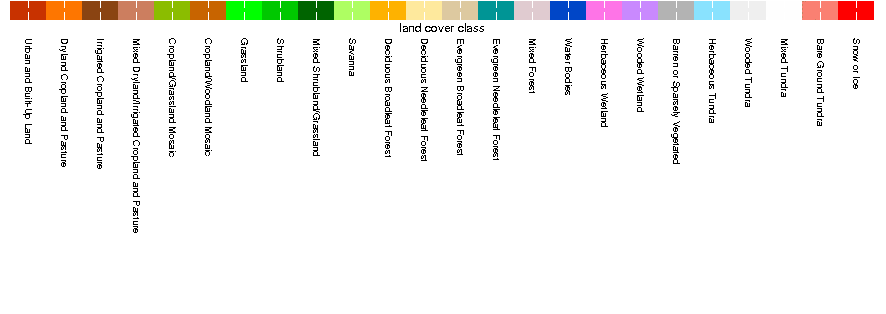 land cover class
Urban and Built-Up Land
Dryland Cropland and Pasture
Irrigated Cropland and Pasture
Mixed Dryland/Irrigated Cropland and Pasture
Cropland/Grassland Mosaic
Cropland/Woodland Mosaic
Grassland
Shrubland
Mixed Shrubland/Grassland
Savanna
Deciduous Broadleaf Forest
Deciduous Needleleaf Forest
Evergreen Broadleaf Forest
Evergreen Needleleaf Forest
Mixed Forest
Water Bodies
Herbaceous Wetland
Wooded Wetland
Barren or Sparsely Vegetated
Herbaceous Tundra
Wooded Tundra
Mixed Tundra
Bare Ground Tundra
Snow or Ice